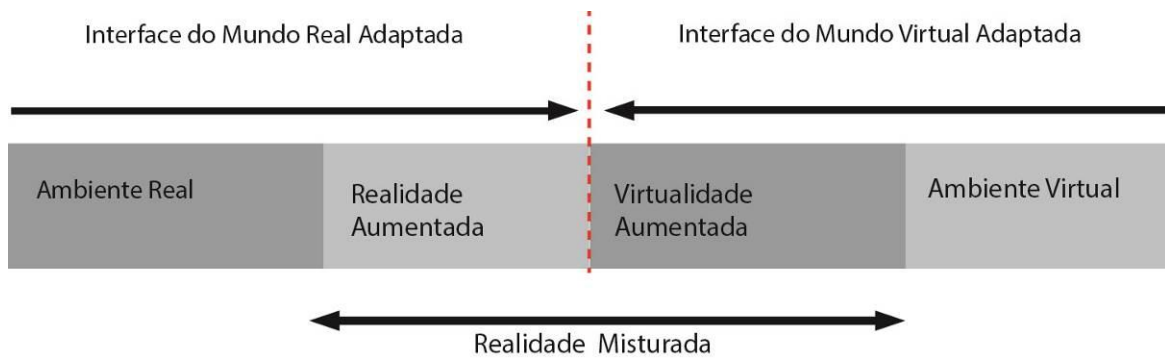 Interface do Mundo Real Adaptada
Interface do Mundo Virtual Adaptada
Ambiente Real
Realidade
Aumentada
Virtualidade
Aumentada
Ambiente Virtual
Realidade Misturada